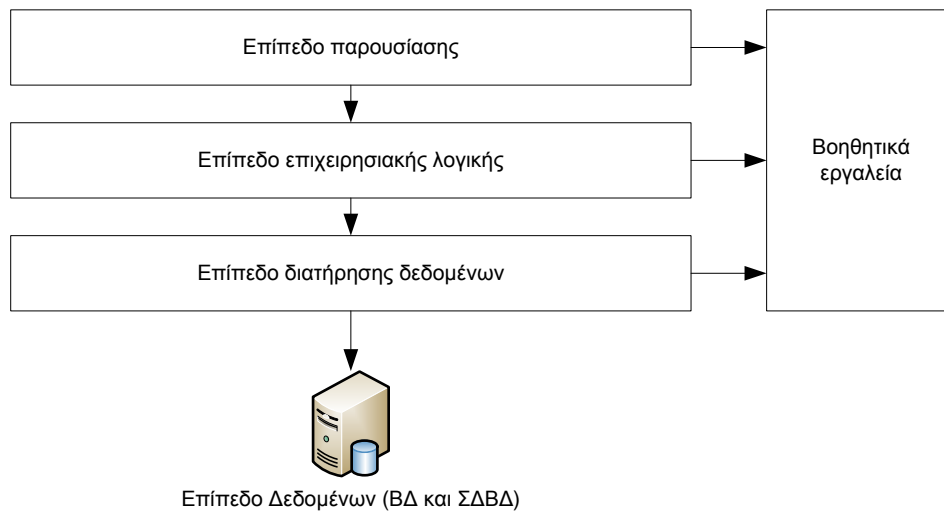 Επίπεδο παρουσίασης
Επίπεδο επιχειρησιακής λογικής
Βοηθητικά
εργαλεία
Επίπεδο διατήρησης δεδομένων
Επίπεδο Δεδομένων (ΒΔ και ΣΔΒΔ)